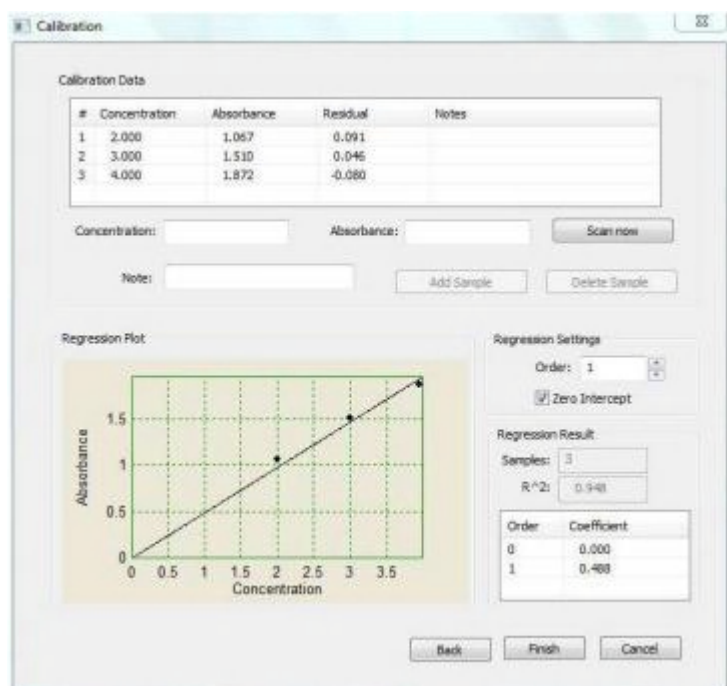 Calibration
Calibration Data
# Concentration Absorbance Residual Notes
1 2.000 1.067 0.091
2 3.000 1.510 0.046
3 4.000 1.872 -0.080
Concentration: Absorbance: Scan now
Note: Add Sample Delete Sample
Regression Plot
Absorbance
1.5
1
0.5
0
0 0.5 1 1.5 2 2.5 3 3.5
Concentration
Regression Settings
Order: 1
Zero Intercept
Regression Result
Samples: 3
R^2: 0.948
Order Coefficient
0 0.000
1 0.488
Back Finish Cancel